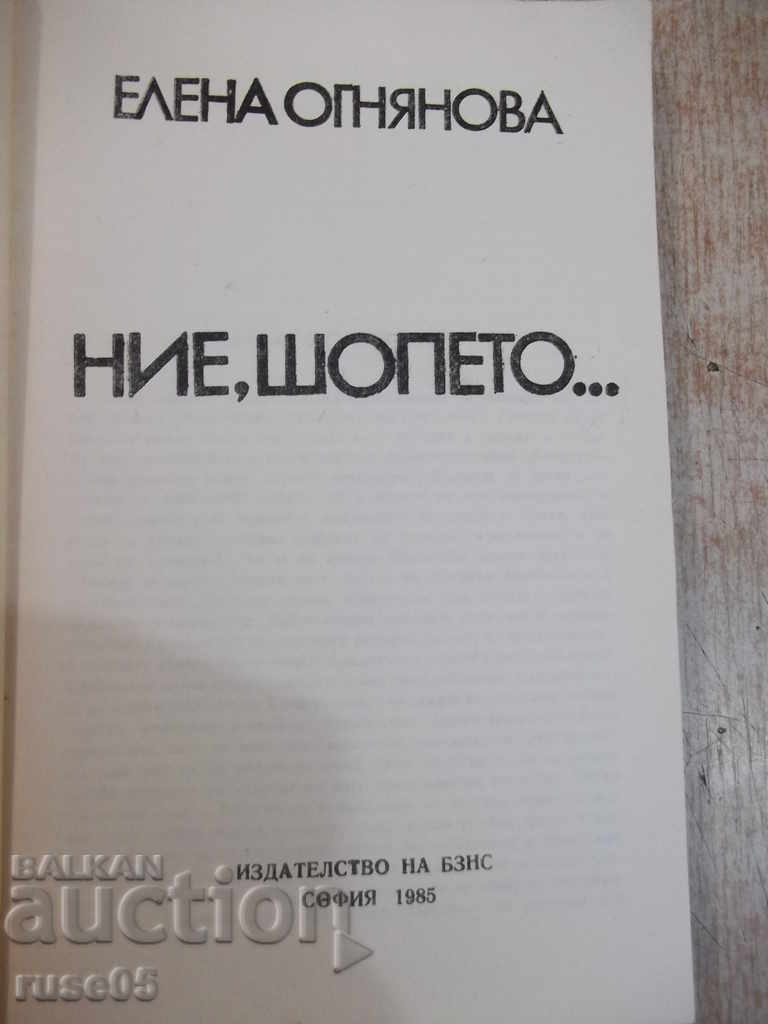 ЕЛЕНА ОГНЯНОВА
НИЕ, ШОПЕТО...
ИЗДАТЕЛСТВО НА БЗНС
СОФИЯ 1985
BALKAN
auction
ruse05